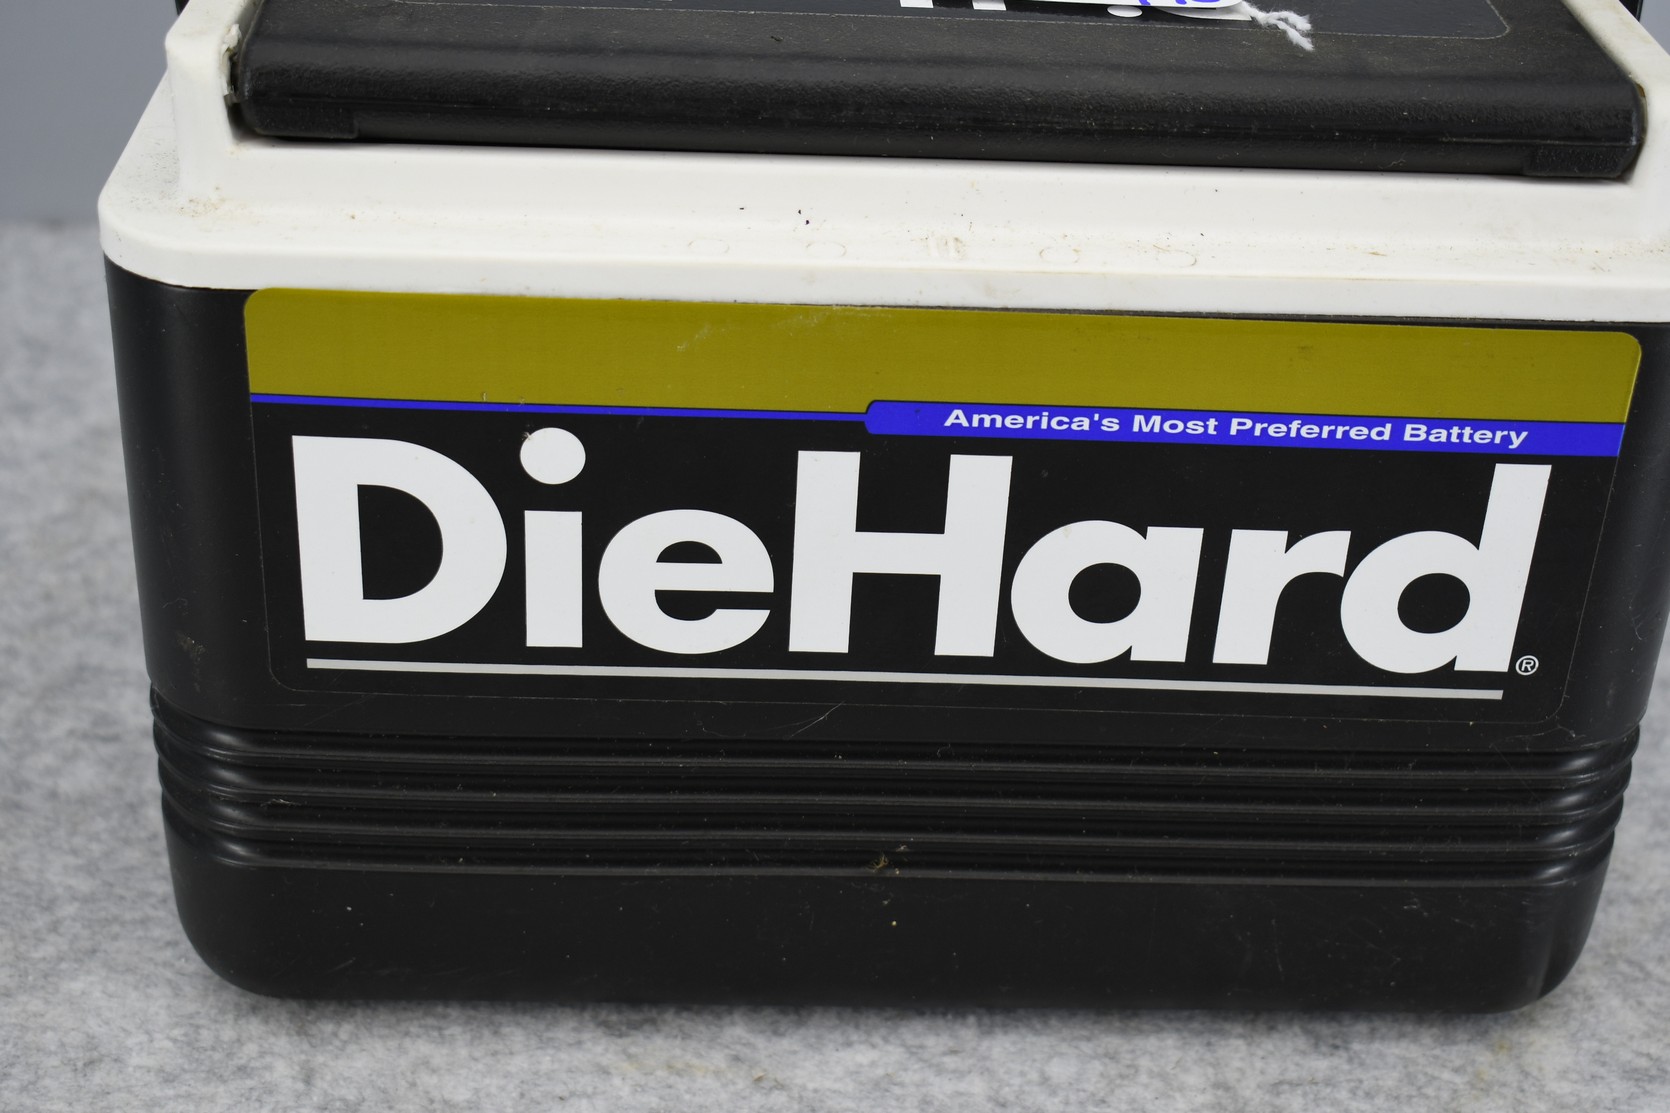 America's Most Preferred Battery
DieHard®